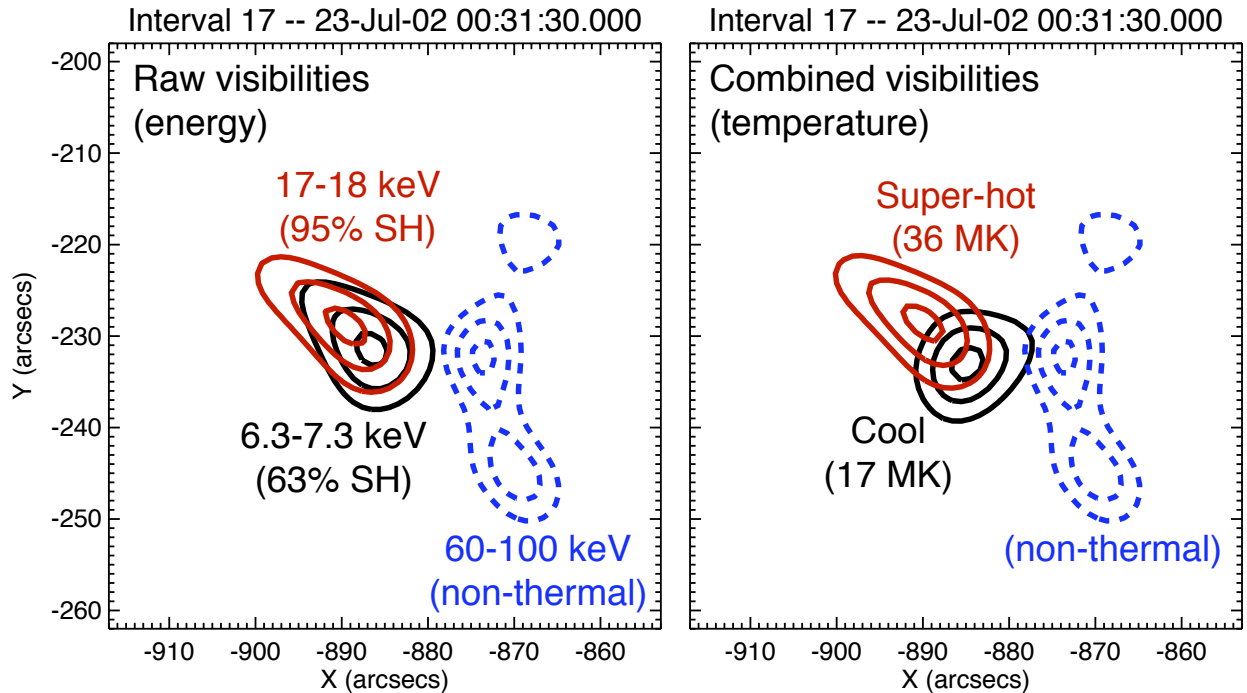 Interval 17 -- 23-Jul-02 00:31:30.000
Raw visibilities
(energy)
17-18 keV
(95% SH)
6.3-7.3 keV
(63% SH)
60-100 keV
(non-thermal)
-200
-210
-220
-230
-240
-250
-260
Y (arcsecs)
-910 -900 -890 -880 -870 -860
X (arcsecs)
Interval 17 -- 23-Jul-02 00:31:30.000
Combined visibilities
(temperature)
Super-hot
(36 MK)
Cool
(17 MK)
(non-thermal)
-910 -900 -890 -880 -870 -860
X (arcsecs)